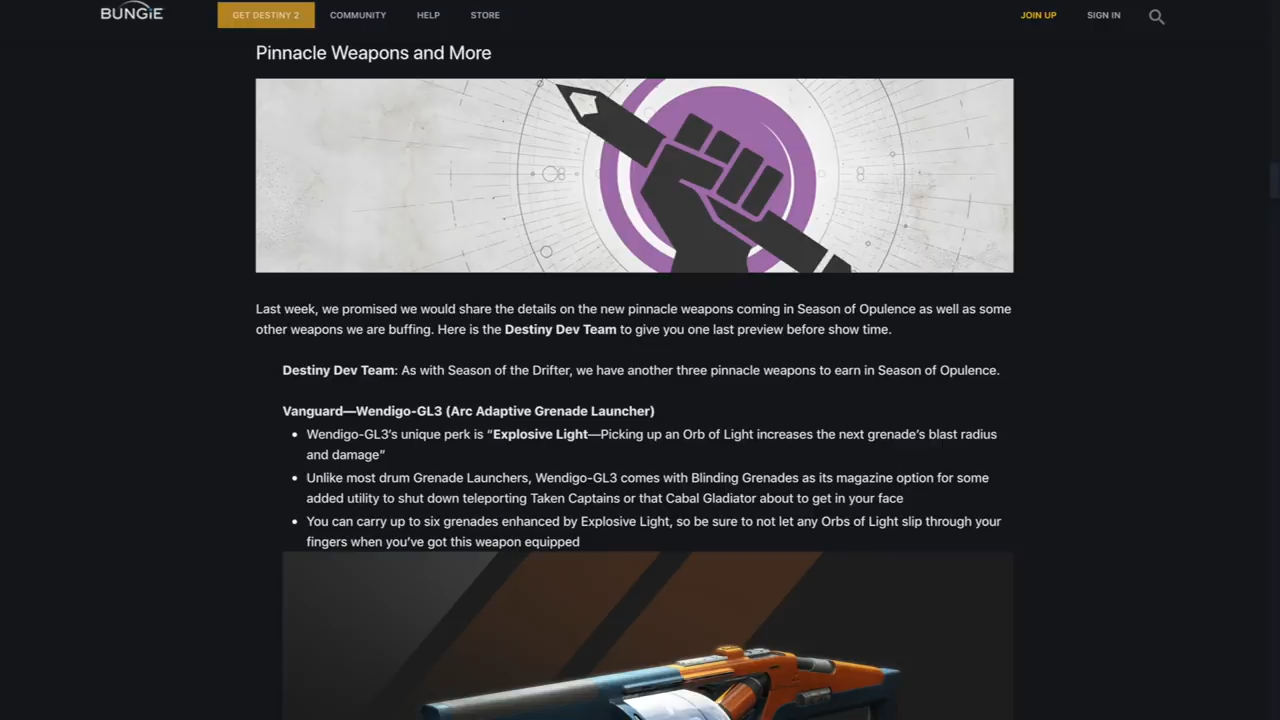 BUNGiE
GET DESTINY 2
COMMUNITY
HELP
STORE
JOIN UP
SIGN IN
Pinnacle Weapons and More
Last week, we promised we would share the details on the new pinnacle weapons coming in Season of Opulence as well as some
other weapons we are buffing. Here is the Destiny Dev Team to give you one last preview before show time.
Destiny Dev Team: As with Season of the Drifter, we have another three pinnacle weapons to earn in Season of Opulence.
Vanguard—Wendigo-GL3 (Arc Adaptive Grenade Launcher)
• Wendigo-GL3’s unique perk is “Explosive Light—Picking up an Orb of Light increases the next grenade’s blast radius
and damage”
• Unlike most drum Grenade Launchers, Wendigo-GL3 comes with Blinding Grenades as its magazine option for some
added utility to shut down teleporting Taken Captains or that Cabal Gladiator about to get in your face
• You can carry up to six grenades enhanced by Explosive Light, so be sure to not let any Orbs of Light slip through your
fingers when you’ve got this weapon equipped